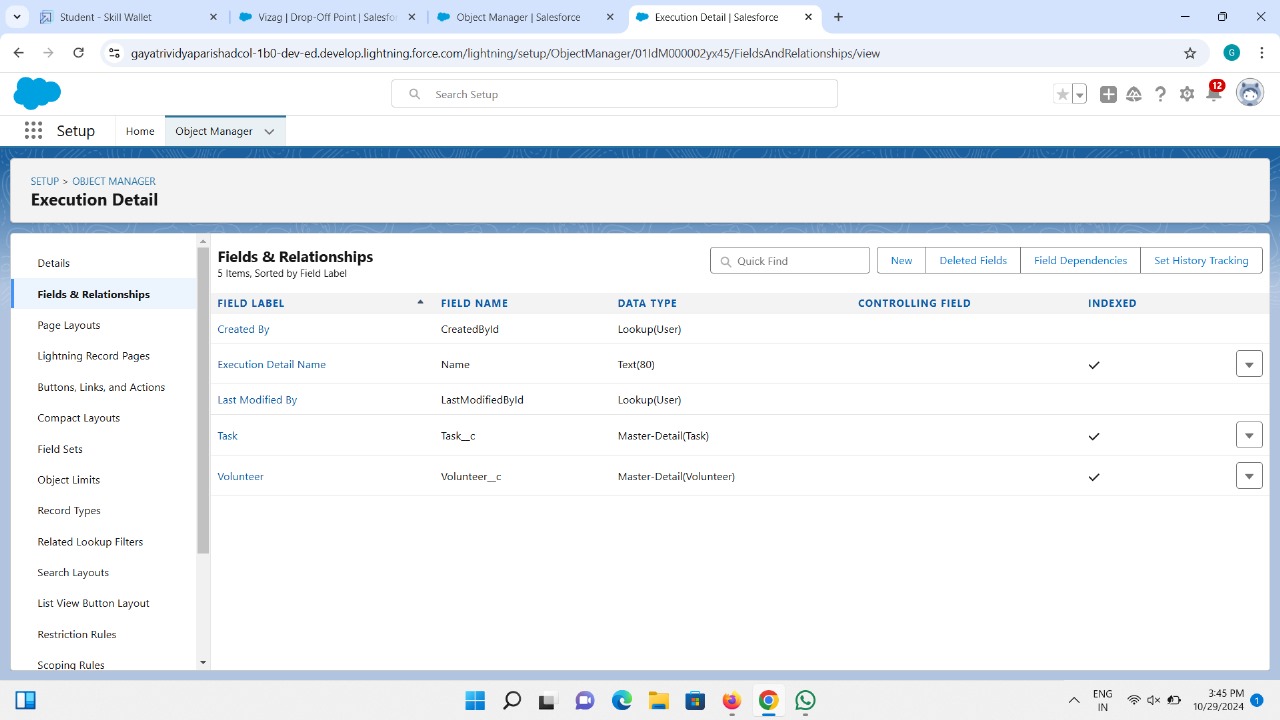 Student - Skill Wallet
Vizag | Drop-Off Point | Salesfor
Object Manager | Salesforce
Execution Detail | Salesforce
gayatrividyaparishadcol-1b0-dev-ed.develop.lightning.force.com/lightning/setup/ObjectManager/01IdM000002yx45/FieldsAndRelationships/view
G
Search Setup
12
Setup
Home
Object Manager
SETUP > OBJECT MANAGER
Execution Detail
Details
Fields & Relationships
Page Layouts
Lightning Record Pages
Buttons, Links, and Actions
Compact Layouts
Field Sets
Object Limits
Record Types
Related Lookup Filters
Search Layouts
List View Button Layout
Restriction Rules
Scoping Rules
Fields & Relationships
5 Items, Sorted by Field Label
Quick Find
New
Deleted Fields
Field Dependencies
Set History Tracking
FIELD LABEL FIELD NAME DATA TYPE CONTROLLING FIELD INDEXED
Created By CreatedById Lookup(User)
Execution Detail Name Name Text(80)
Last Modified By LastModifiedById Lookup(User)
Task Task__c Master-Detail(Task)
Volunteer Volunteer__c Master-Detail(Volunteer)
ENG
IN
3:45 PM
10/29/2024
1